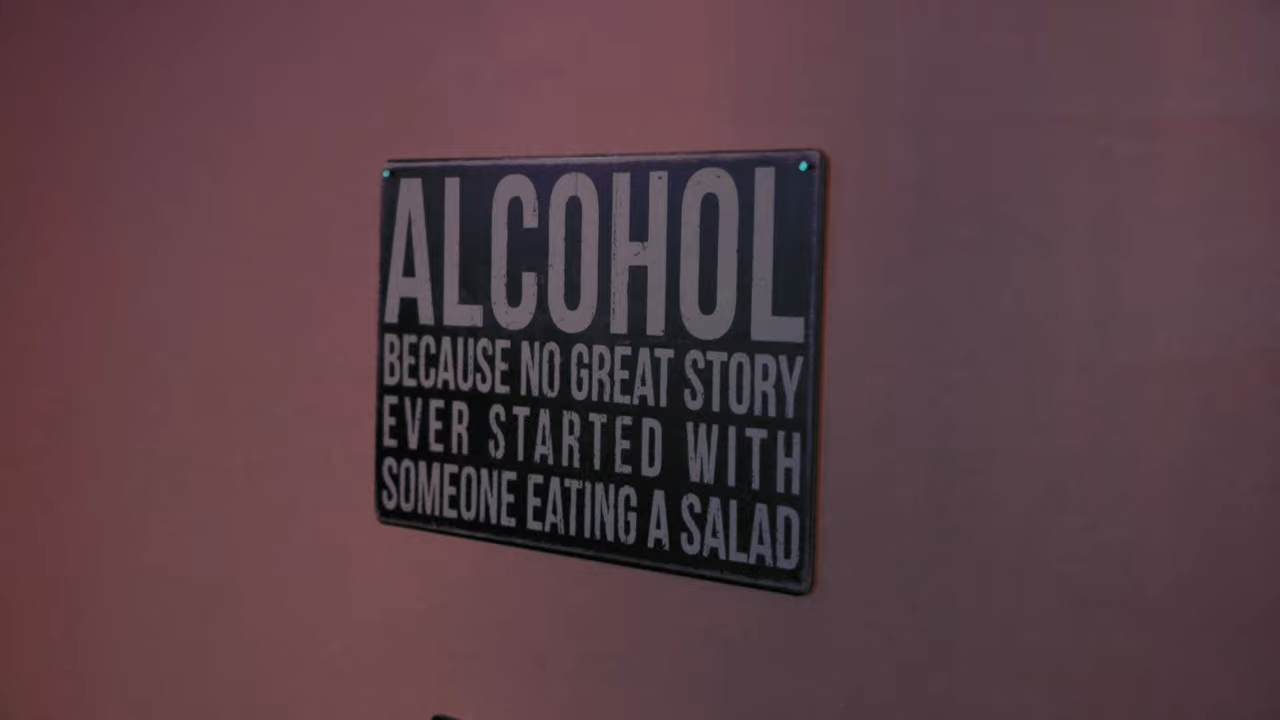 ALCOHOL
BECAUSE NO GREAT STORY
EVER STARTED WITH
SOMEONE EATING A SALAD